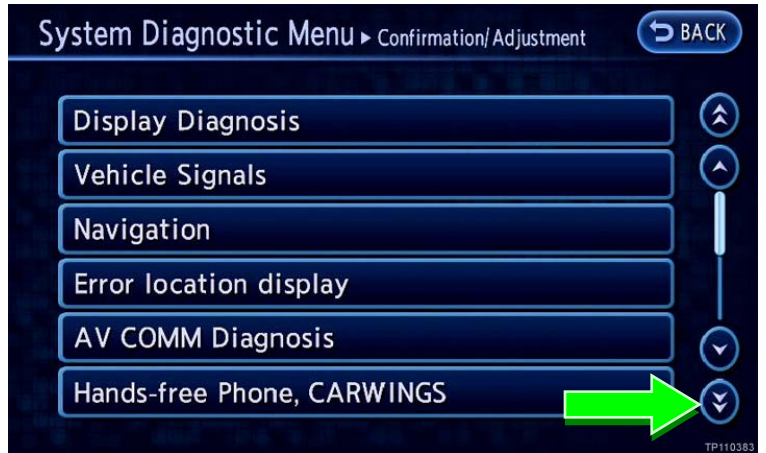 System Diagnostic Menu ▸ Confirmation/Adjustment
BACK
Display Diagnosis
Vehicle Signals
Navigation
Error location display
AV COMM Diagnosis
Hands-free Phone, CARWINGS
TP110383